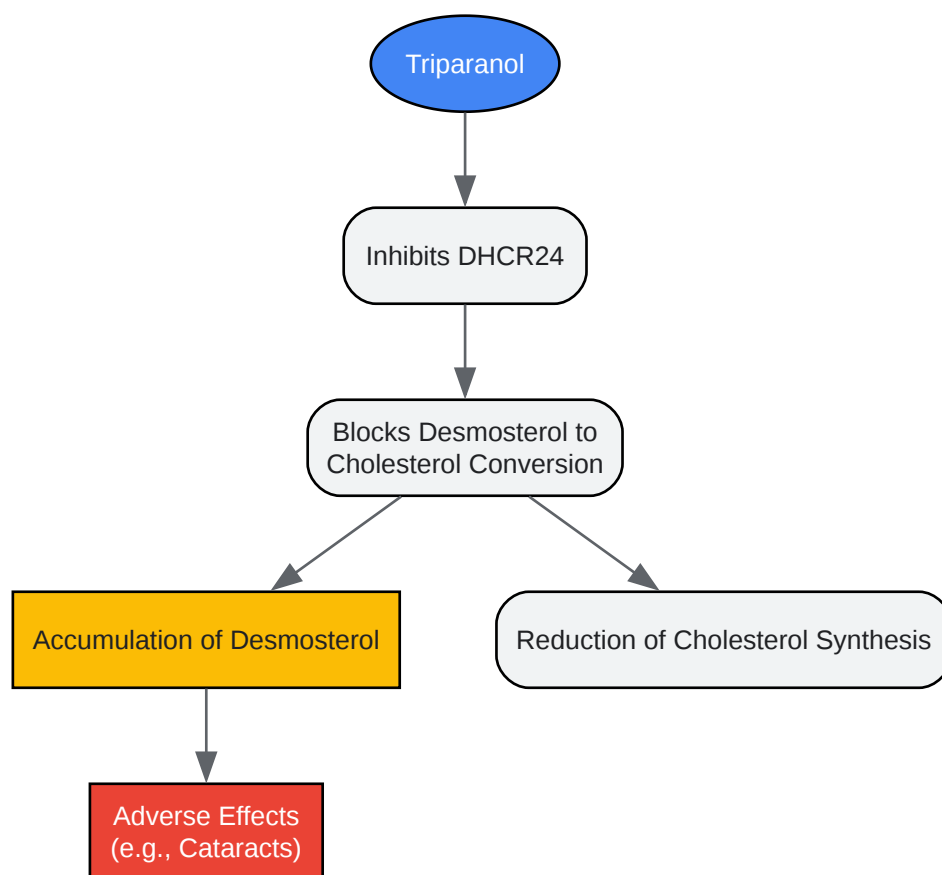 Triparanol
Inhibits DHCR24
Blocks Desmosterol to
Cholesterol Conversion
Accumulation of Desmosterol
Reduction of Cholesterol Synthesis
Adverse Effects
(e.g., Cataracts)